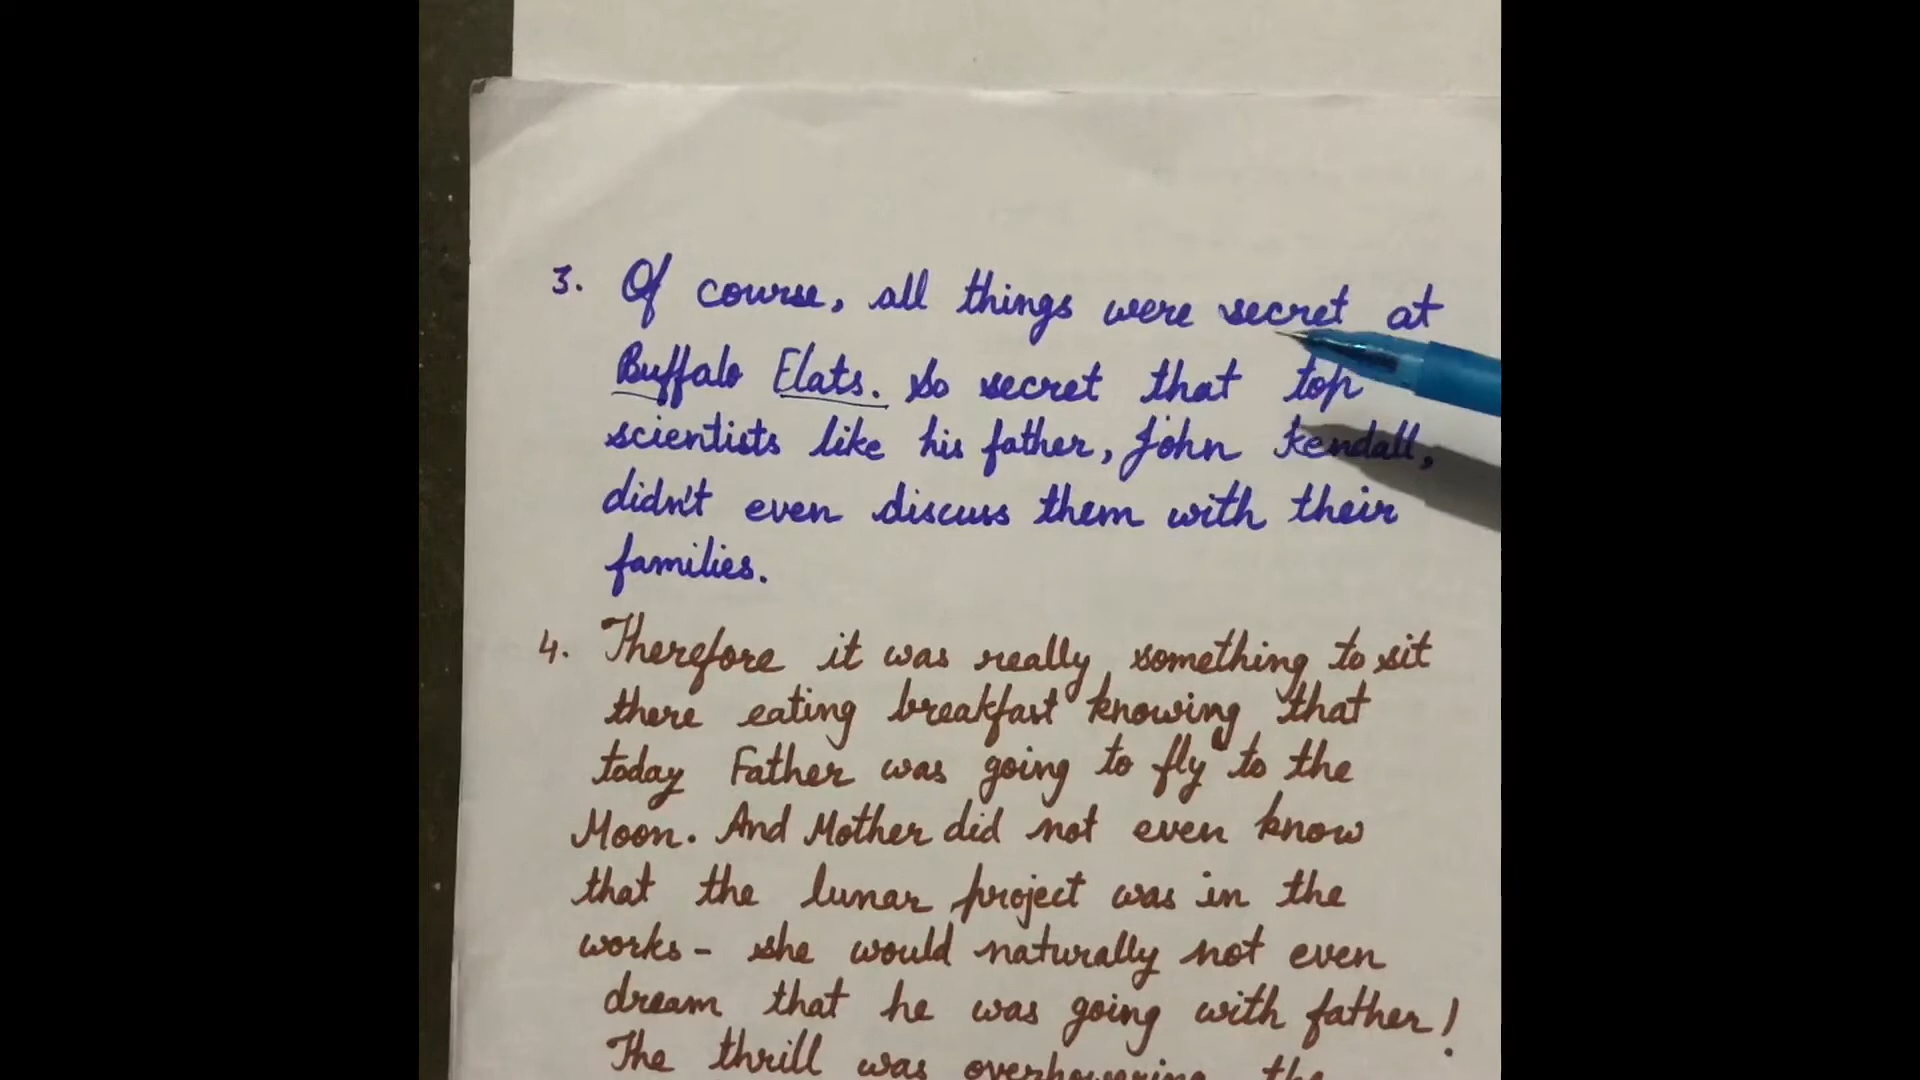 3. Of course, all things were secret at
Buffalo Elats. So secret that top
scientists like his father, John Kendall,
didn't even discuss them with their
families.
4. Therefore it was really something to sit
there eating breakfast knowing that
today Father was going to fly to the
Moon. And Mother did not even know
that the lunar project was in the
works - she would naturally not even
dream that he was going with father!
The thrill was overpowering the